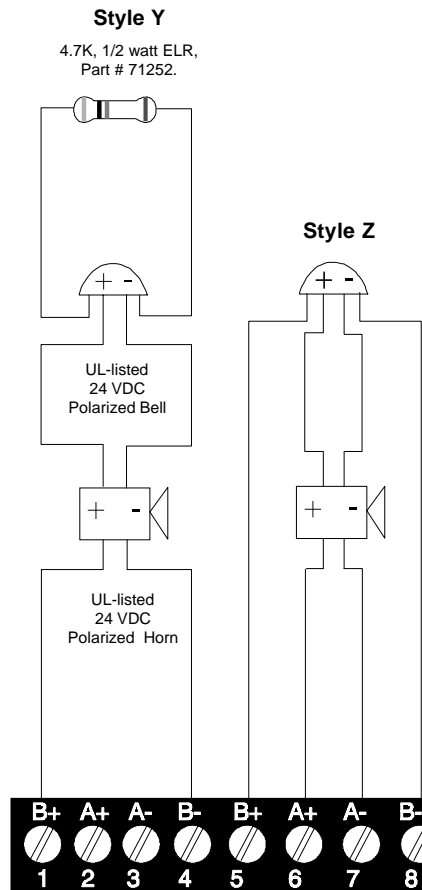 Style Y
4.7K, 1/2 watt ELR,
Part # 71252.
Style Z
+ -
+ -
UL-listed
24 VDC
Polarized Bell
+ -
+ -
UL-listed
24 VDC
Polarized Horn
B+ A+ A- B- B+ A+ A- B-
1 2 3 4 5 6 7 8